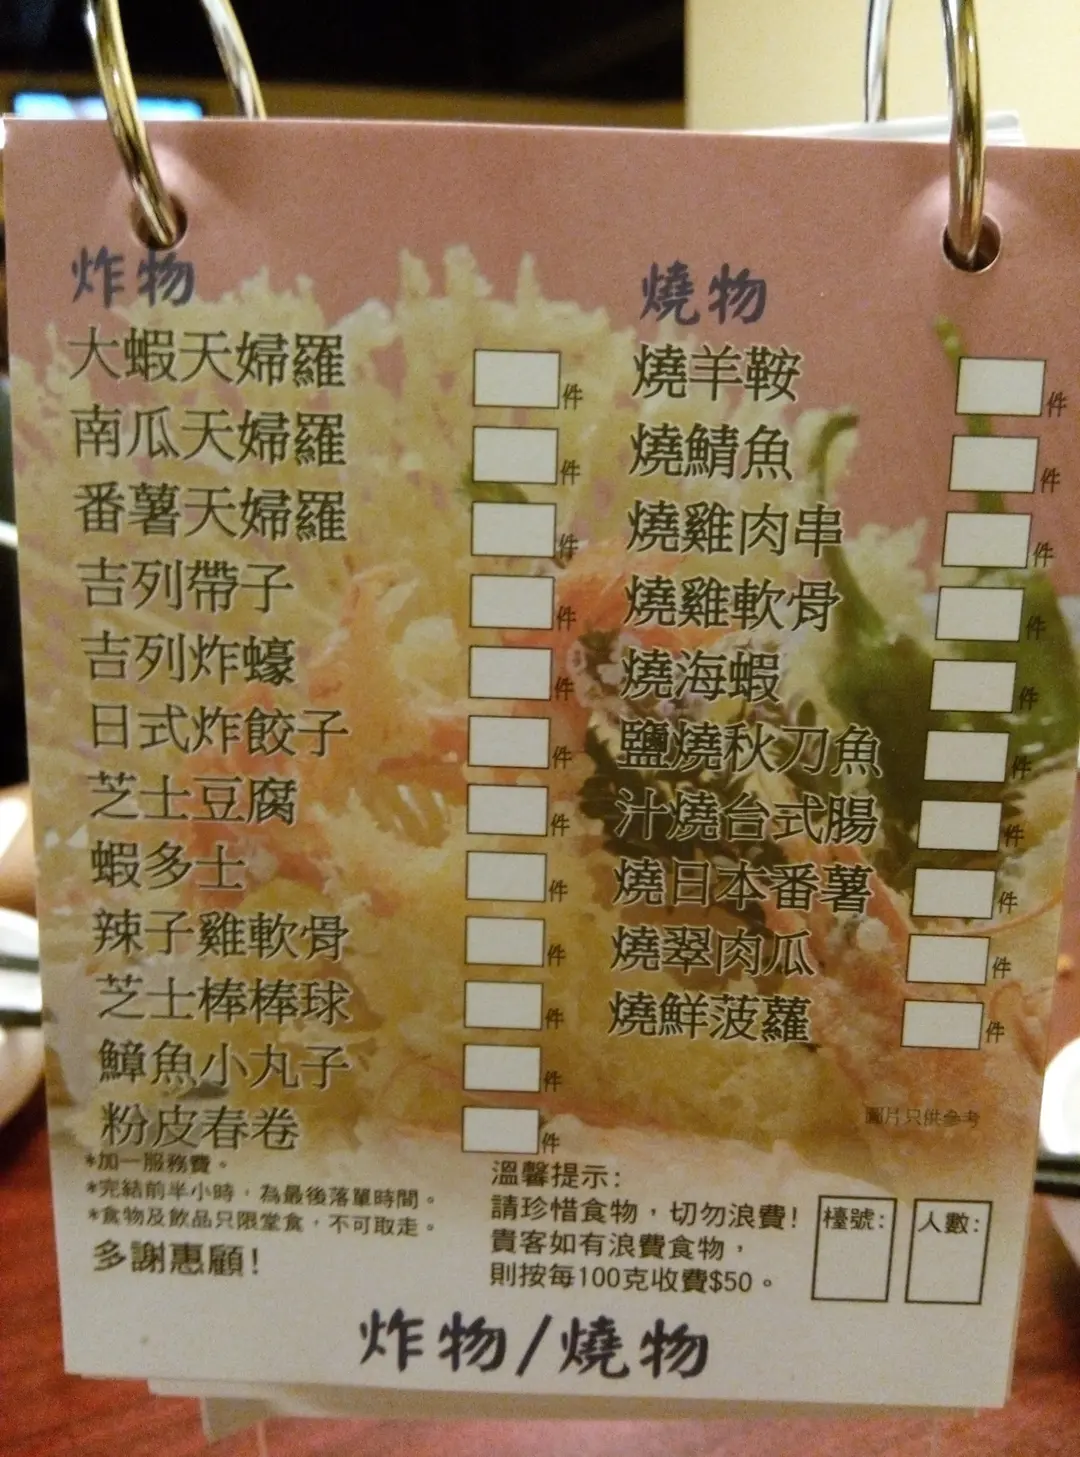 炸物
大蝦天婦羅 件
南瓜天婦羅 件
番薯天婦羅 件
吉列帶子 件
吉列炸蠔 件
日式炸餃子 件
芝士豆腐 件
蝦多士 件
辣子雞軟骨 件
芝士棒棒球 件
鱆魚小丸子 件
粉皮春卷 件
燒物
燒羊鞍 件
燒鯖魚 件
燒雞肉串 件
燒雞軟骨 件
燒海蝦 件
鹽燒秋刀魚 件
汁燒台式腸 件
燒日本番薯 件
燒翠肉瓜 件
燒鮮菠蘿 件
圖片只供參考
*加一服務費。
*完結前半小時，為最後落單時間。
*食物及飲品只限堂食，不可取走。
多謝惠顧!
溫馨提示:
請珍惜食物，切勿浪費!
貴客如有浪費食物，
則按每100克收費$50。
檯號:
人數:
炸物/燒物